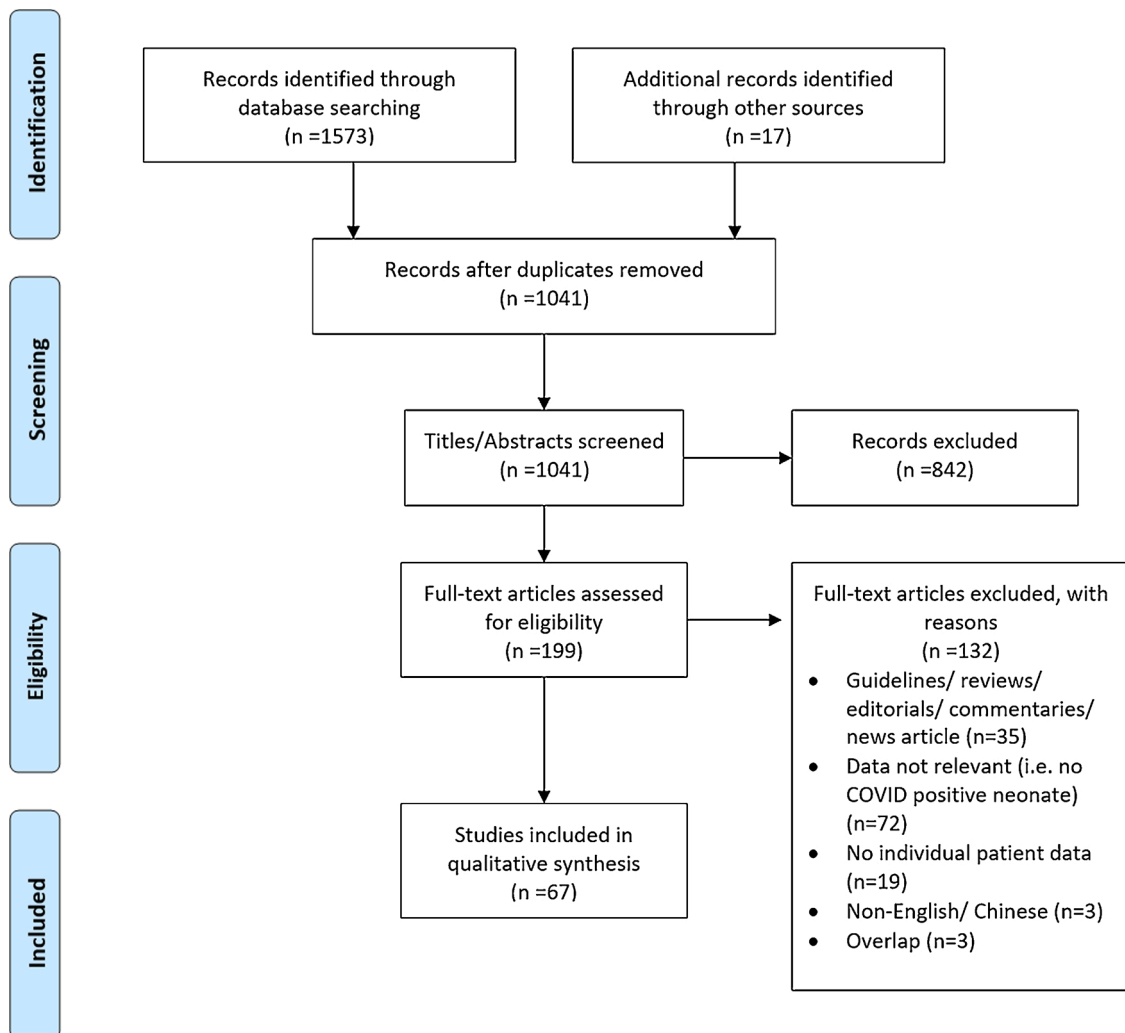 Identification
Records identified through
database searching
(n =1573)
Additional records identified
through other sources
(n =17)
Records after duplicates removed
(n =1041)
Screening
Titles/Abstracts screened
(n =1041)
Records excluded
(n =842)
Eligibility
Full-text articles assessed
for eligibility
(n =199)
Full-text articles excluded, with
reasons
(n =132)
• Guidelines/ reviews/
editorials/ commentaries/
news article (n=35)
• Data not relevant (i.e. no
COVID positive neonate)
(n=72)
• No individual patient data
(n=19)
• Non-English/ Chinese (n=3)
• Overlap (n=3)
Included
Studies included in
qualitative synthesis
(n =67)